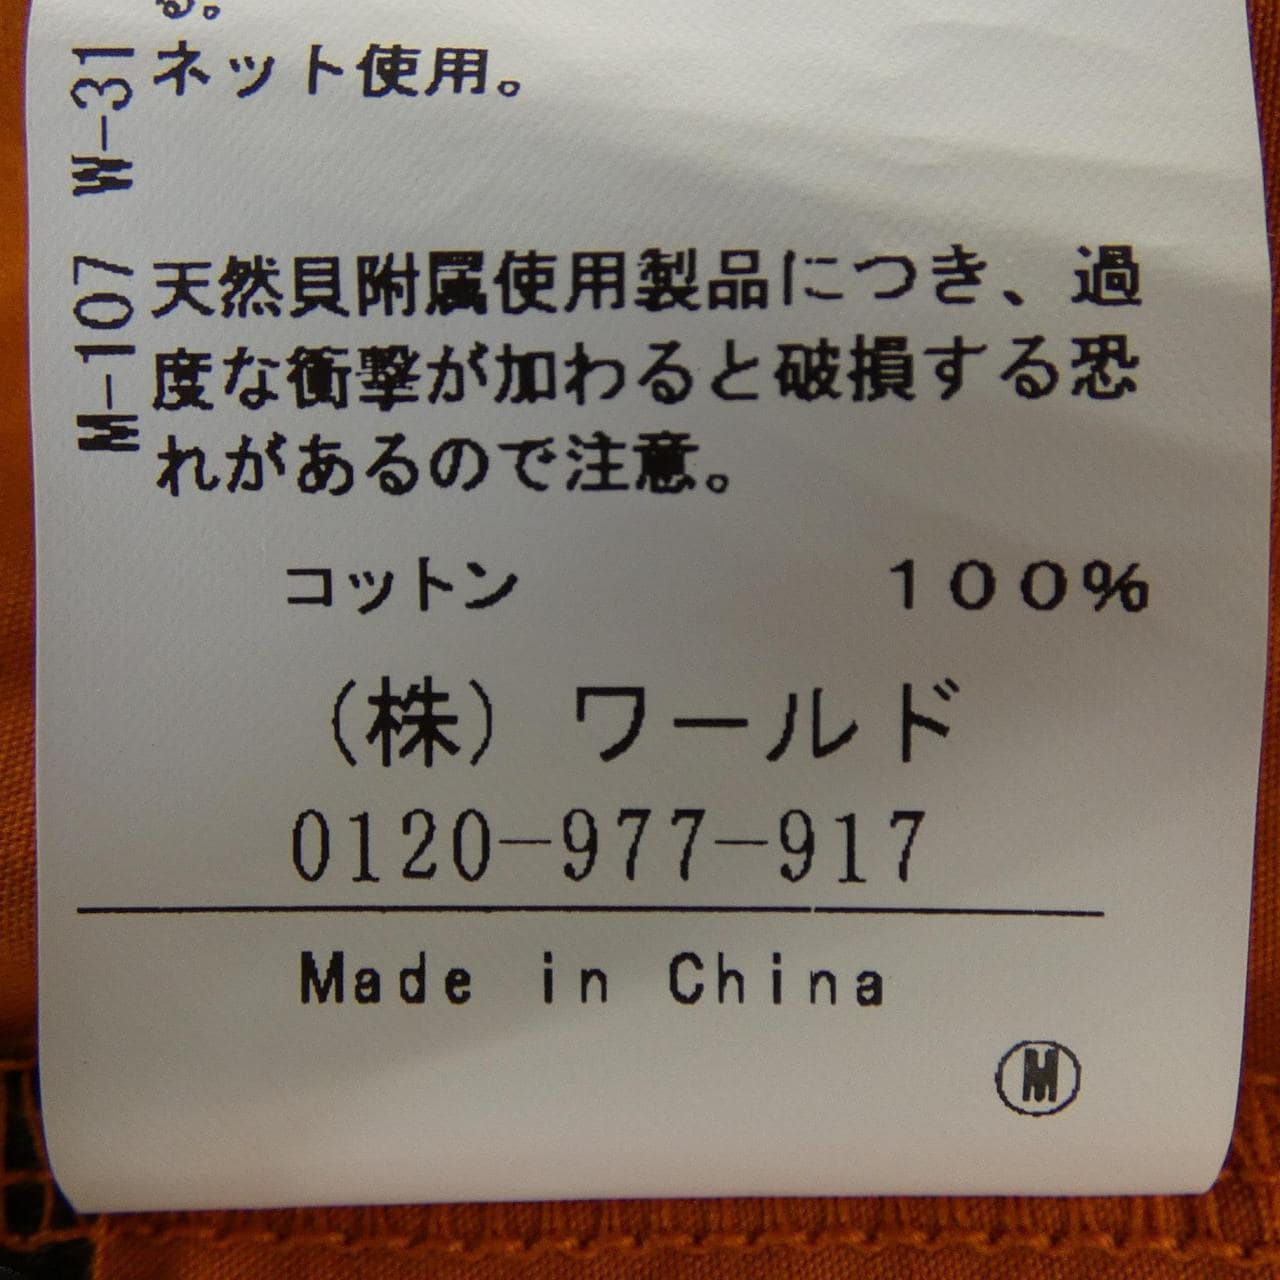 る。
ネット使用。
天然貝附属使用製品につき、過
度な衝撃が加わると破損する恐
れがあるので注意。
W-31
M-107
コットン 100%
(株) ワールド
0120-977-917
Made in China
M